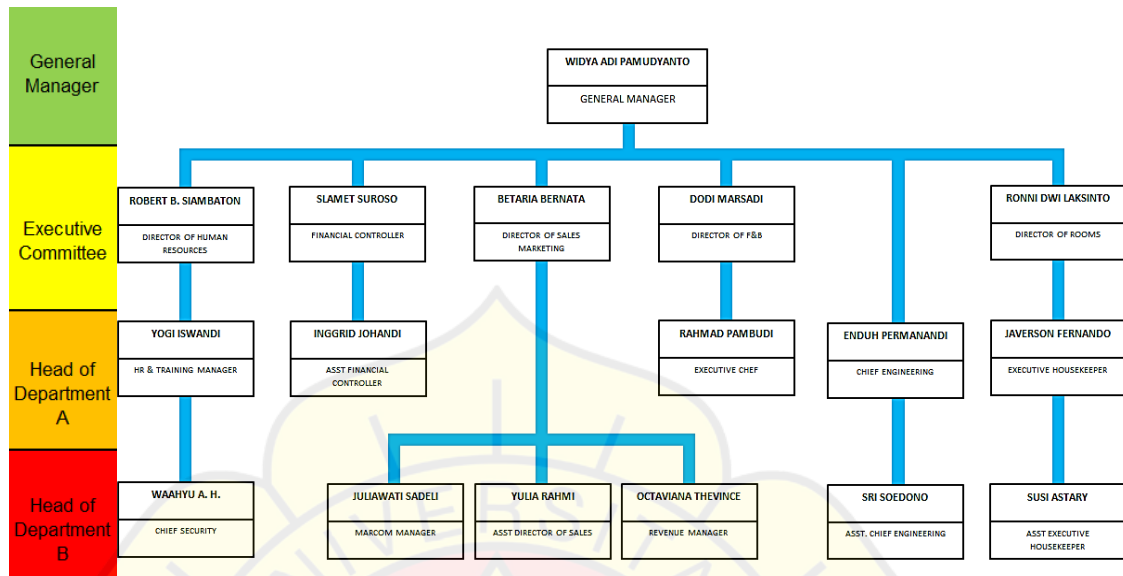 General
Manager
WIDYA ADI PAMUDYANTO
GENERAL MANAGER
Executive
Committee
ROBERT B. SIAMBATON
DIRECTOR OF HUMAN
RESOURCES
SLAMET SUROSO
FINANCIAL CONTROLLER
BETARIA BERNATA
DIRECTOR OF SALES
MARKETING
DODI MARSADI
DIRECTOR OF F&B
RONNI DWI LAKSINTO
DIRECTOR OF ROOMS
Head of
Department
A
YOGI ISWANDI
HR & TRAINING MANAGER
INGGRID JOHANDI
ASST FINANCIAL
CONTROLLER
RAHMAD PAMBUDI
EXECUTIVE CHEF
ENDUH PERMANANDI
CHIEF ENGINEERING
JAVERSON FERNANDO
EXECUTIVE HOUSEKEEPER
Head of
Department
B
WAAHYU A. H.
CHIEF SECURITY
JULIAWATI SADELI
MARCOM MANAGER
YULIA RAHMI
ASST DIRECTOR OF SALES
OCTAVIANA THEVINCE
REVENUE MANAGER
SRI SOEDONO
ASST. CHIEF ENGINEERING
SUSI ASTARY
ASST EXECUTIVE
HOUSEKEEPER